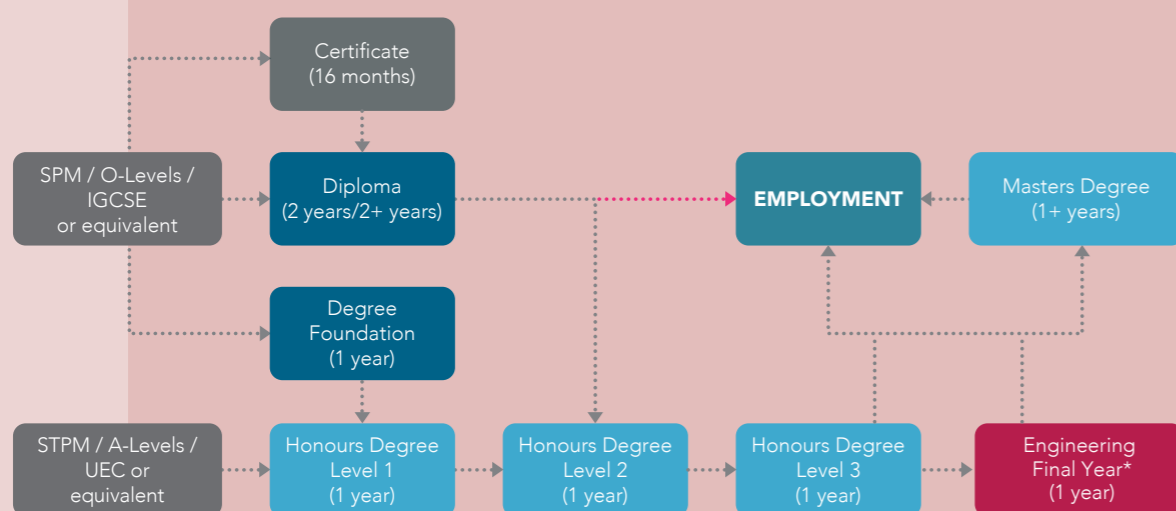 Certificate
(16 months)
SPM / O-Levels /
IGCSE
or equivalent
Diploma
(2 years/2+ years)
EMPLOYMENT
Masters Degree
(1+ years)
Degree
Foundation
(1 year)
STPM / A-Levels /
UEC or
equivalent
Honours Degree
Level 1
(1 year)
Honours Degree
Level 2
(1 year)
Honours Degree
Level 3
(1 year)
Engineering
Final Year*
(1 year)